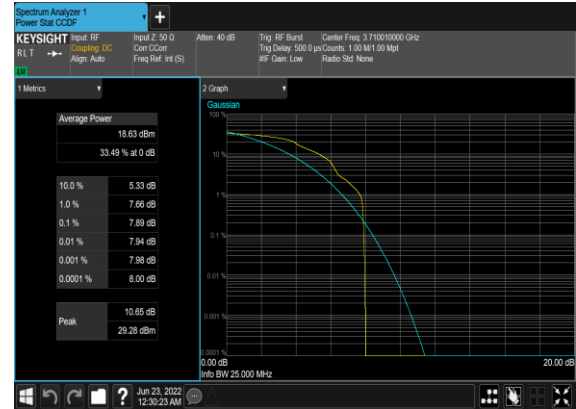 Spectrum Analyzer 1
Power Stat CCDF
+
KEYSIGHT
RLT
LU
Input: RF
Coupling: DC
Align: Auto
Input Z: 50 Ω
Corr CCorr
Freq Ref: Int (S)
Atten: 40 dB
Trig: RF Burst
Trig Delay: 500.0 µs
#IF Gain: Low
Center Freq: 3.710010000 GHz
Counts: 1.00 M/1.00 Mpt
Radio Std: None
1 Metrics
Average Power
18.63 dBm
33.49 % at 0 dB
10.0 % 5.33 dB
1.0 % 7.66 dB
0.1 % 7.89 dB
0.01 % 7.94 dB
0.001 % 7.98 dB
0.0001 % 8.00 dB
Peak
10.65 dB
29.28 dBm
2 Graph
Gaussian
100 %
10 %
1 %
0.1 %
0.01 %
0.001 %
0.0001 %
0.00 dB
20.00 dB
Info BW 25.000 MHz
?
Jun 23, 2022
12:30:23 AM